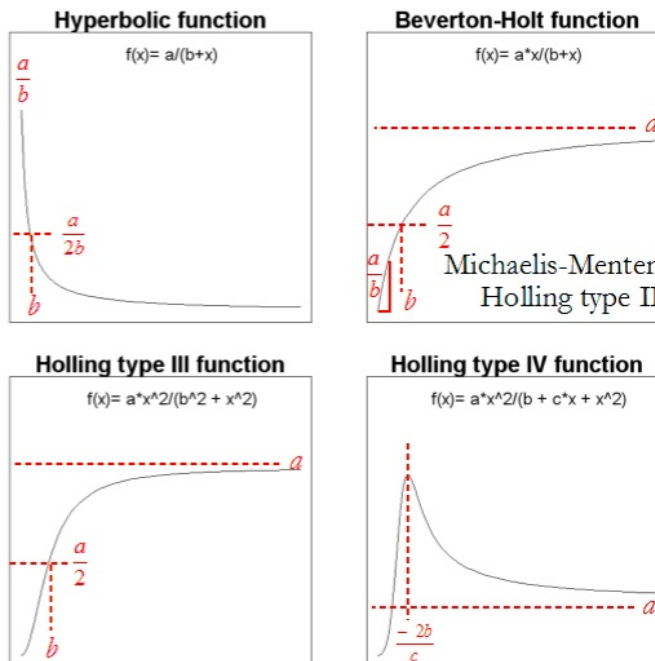 Hyperbolic function
f(x)= a/(b+x)
a
b
a
2b
b
Beverton-Holt function
f(x)= a*x/(b+x)
a
a
2
a
b
b
Michaelis-Menten
Holling type II
Holling type III function
f(x)= a*x^2/(b^2 + x^2)
a
a
2
b
Holling type IV function
f(x)= a*x^2/(b + c*x + x^2)
a
- 2b
c